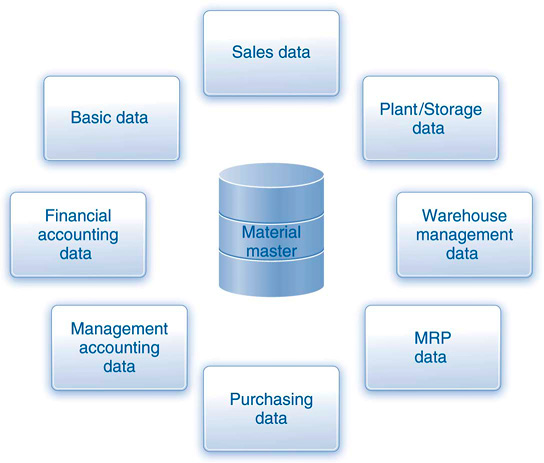 Sales data
Basic data
Plant/Storage
data
Financial
accounting
data
Material
master
Warehouse
management
data
Management
accounting
data
MRP
data
Purchasing
data